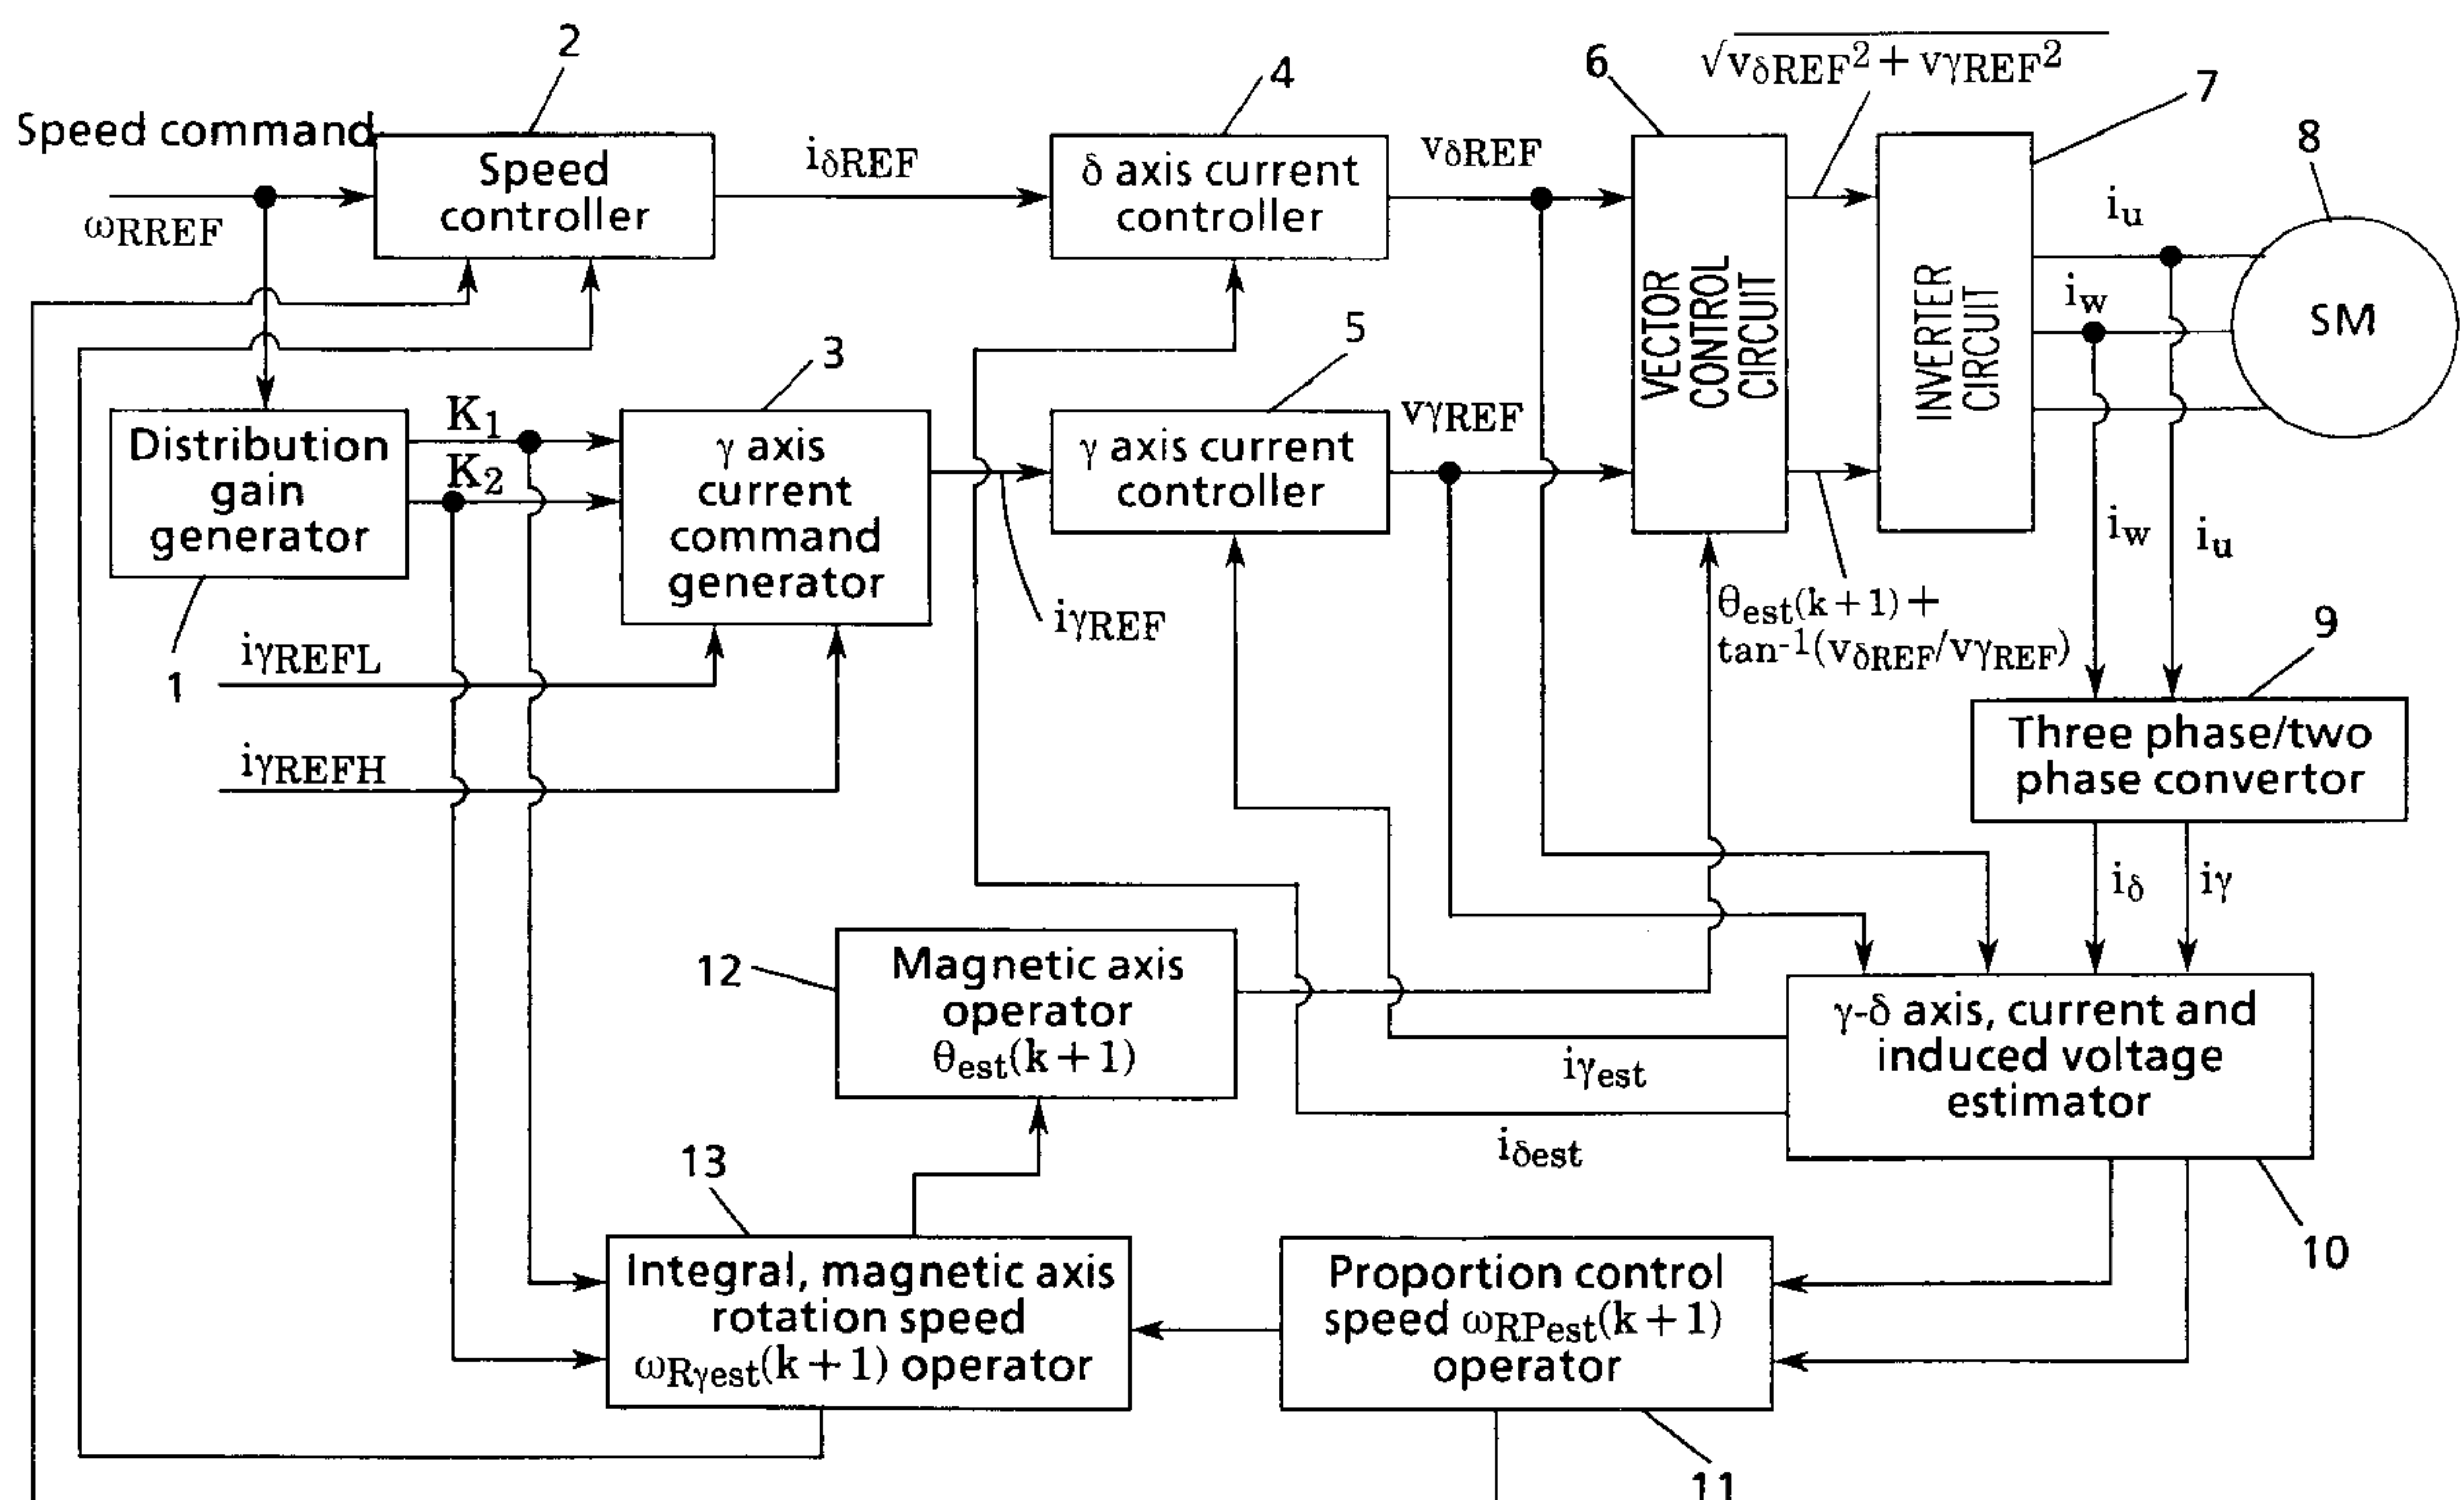 2
4
6
√vδREF² + vγREF²
7
8
Speed command
Speed
controller
iδREF
δ axis current
controller
vδREF
ωRREF
VECTOR
CONTROL
CIRCUIT
INVERTER
CIRCUIT
iu
iw
SM
3
5
Distribution
gain
generator
K1
K2
γ axis
current
command
generator
γ axis current
controller
vγREF
iw
iu
iγREF
θest(k+1) +
tan-1(vδREF/vγREF)
1
iγREFL
iγREFH
9
Three phase/two
phase convertor
iδ
iγ
12
Magnetic axis
operator
θest(k+1)
γ-δ axis, current and
induced voltage
estimator
iγest
iδest
10
13
Integral, magnetic axis
rotation speed
ωRγest(k+1) operator
Proportion control
speed ωRPest(k+1)
operator
11